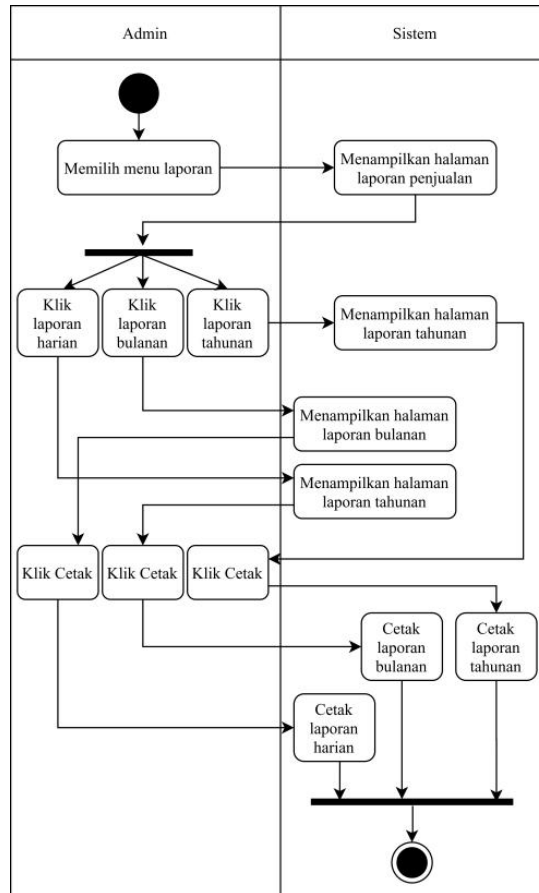 Admin
Sistem
Memilih menu laporan
Menampilkan halaman
laporan penjualan
Klik
laporan
harian
Klik
laporan
bulanan
Klik
laporan
tahunan
Menampilkan halaman
laporan tahunan
Menampilkan halaman
laporan bulanan
Menampilkan halaman
laporan tahunan
Klik Cetak
Klik Cetak
Klik Cetak
Cetak
laporan
bulanan
Cetak
laporan
tahunan
Cetak
laporan
harian